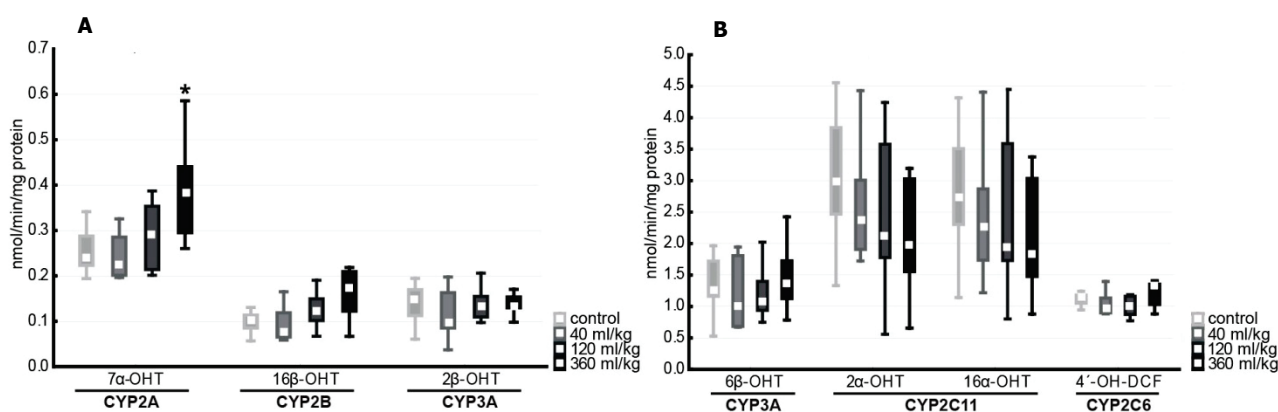 A
nmol/min/mg protein
0.7
0.6
0.5
0.4
0.3
0.2
0.1
0.0
*
7α-OHT
16β-OHT
2β-OHT
CYP2A
CYP2B
CYP3A
control
40 ml/kg
120 ml/kg
360 ml/kg
B
nmol/min/mg protein
5.0
4.5
4.0
3.5
3.0
2.5
2.0
1.5
1.0
0.5
0.0
6β-OHT
2α-OHT
16α-OHT
4´-OH-DCF
CYP3A
CYP2C11
CYP2C6
control
40 ml/kg
120 ml/kg
360 ml/kg